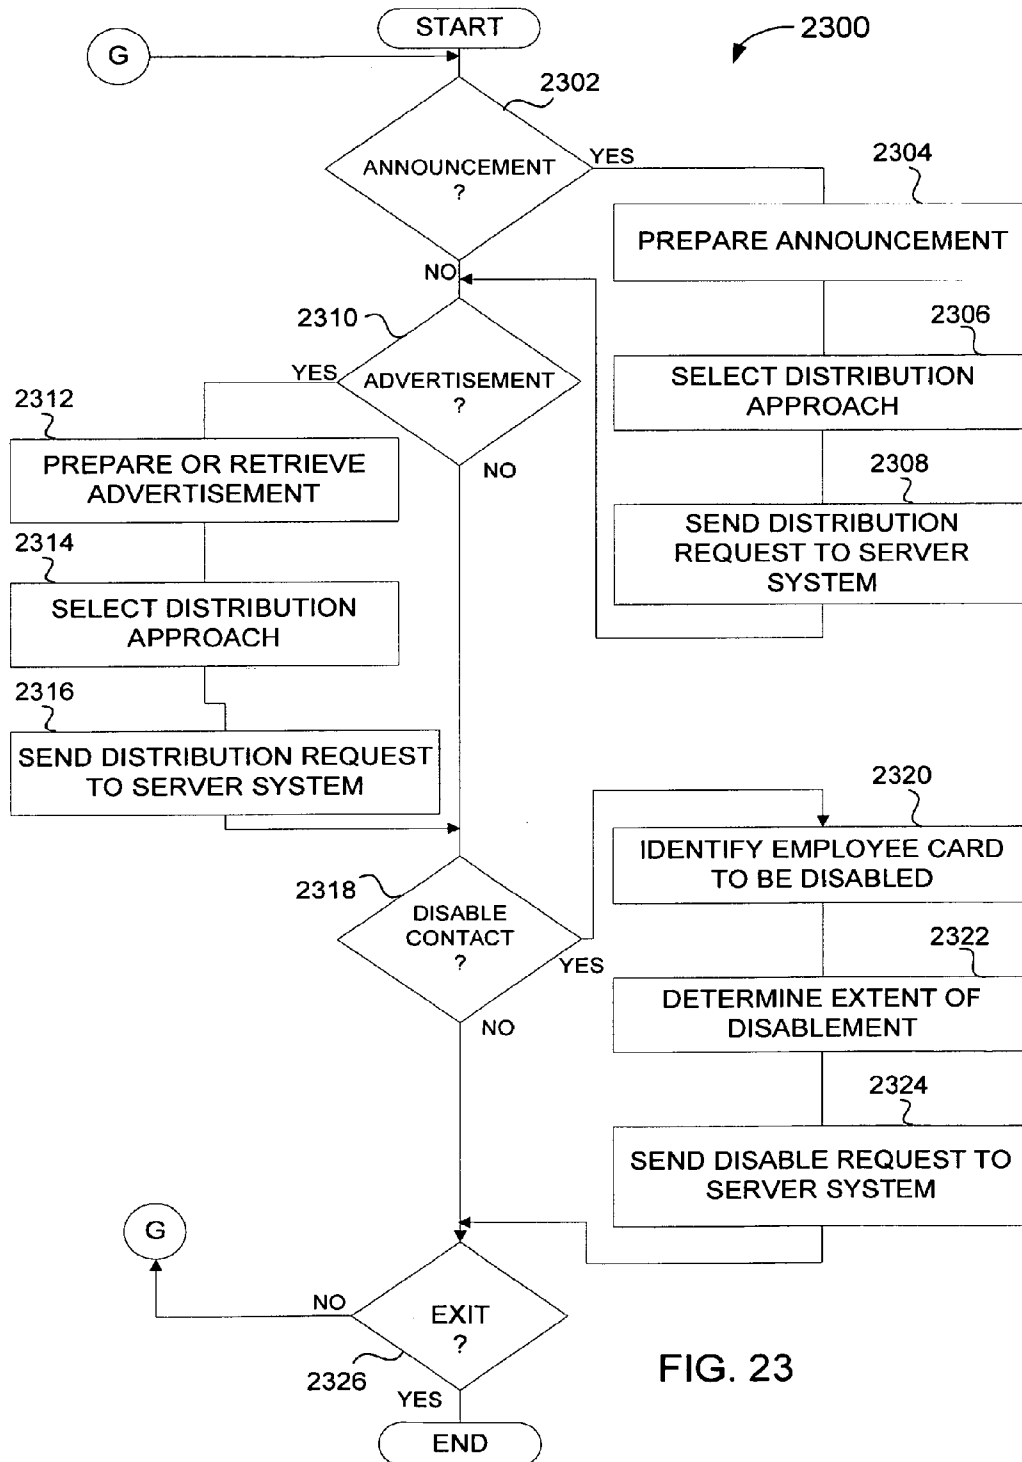 START
2300
G
2302
ANNOUNCEMENT
?
YES
2304
PREPARE ANNOUNCEMENT
NO
2306
SELECT DISTRIBUTION
APPROACH
2308
SEND DISTRIBUTION
REQUEST TO SERVER
SYSTEM
2310
ADVERTISEMENT
?
YES
NO
2312
PREPARE OR RETRIEVE
ADVERTISEMENT
2314
SELECT DISTRIBUTION
APPROACH
2316
SEND DISTRIBUTION REQUEST
TO SERVER SYSTEM
2318
DISABLE
CONTACT
?
YES
NO
2320
IDENTIFY EMPLOYEE CARD
TO BE DISABLED
2322
DETERMINE EXTENT OF
DISABLEMENT
2324
SEND DISABLE REQUEST TO
SERVER SYSTEM
G
NO
EXIT
?
2326
YES
END
FIG. 23